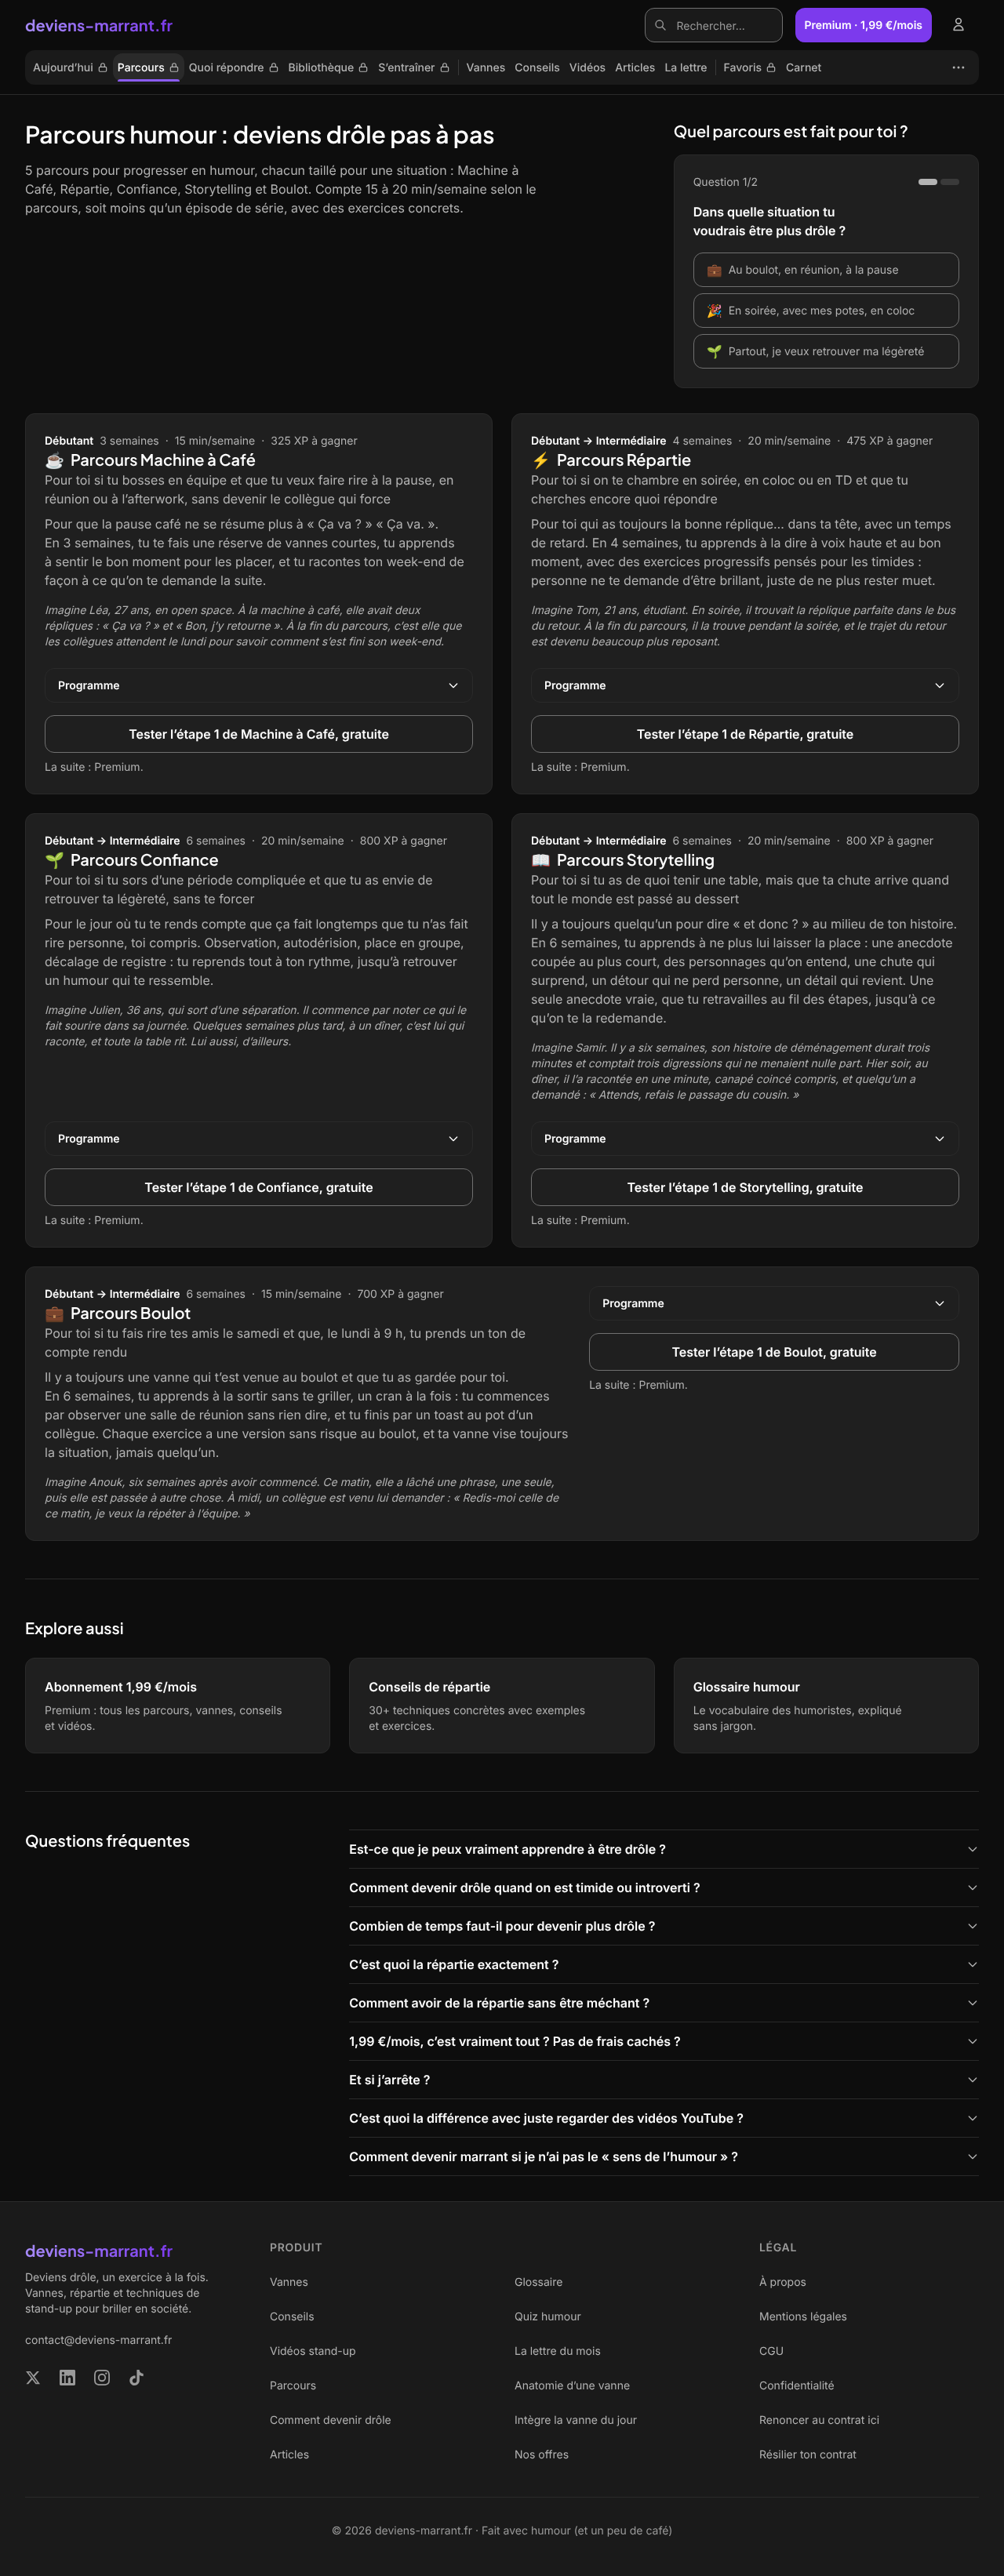 deviens-marrant.fr
Rechercher...
Premium · 1,99 €/mois
Aujourd’hui
Parcours
Quoi répondre
Bibliothèque
S’entraîner
Vannes
Conseils
Vidéos
Articles
La lettre
Favoris
Carnet
Parcours humour : deviens drôle pas à pas
5 parcours pour progresser en humour, chacun taillé pour une situation : Machine à
Café, Répartie, Confiance, Storytelling et Boulot. Compte 15 à 20 min/semaine selon le
parcours, soit moins qu’un épisode de série, avec des exercices concrets.
Quel parcours est fait pour toi ?
Question 1/2
Dans quelle situation tu
voudrais être plus drôle ?
💼 Au boulot, en réunion, à la pause
🎉 En soirée, avec mes potes, en coloc
🌱 Partout, je veux retrouver ma légèreté
Débutant 3 semaines · 15 min/semaine · 325 XP à gagner
☕ Parcours Machine à Café
Pour toi si tu bosses en équipe et que tu veux faire rire à la pause, en
réunion ou à l’afterwork, sans devenir le collègue qui force
Pour que la pause café ne se résume plus à « Ça va ? » « Ça va. ».
En 3 semaines, tu te fais une réserve de vannes courtes, tu apprends
à sentir le bon moment pour les placer, et tu racontes ton week-end de
façon à ce qu’on te demande la suite.
Imagine Léa, 27 ans, en open space. À la machine à café, elle avait deux
répliques : « Ça va ? » et « Bon, j’y retourne ». À la fin du parcours, c’est elle que
les collègues attendent le lundi pour savoir comment s’est fini son week-end.
Programme
Tester l’étape 1 de Machine à Café, gratuite
La suite : Premium.
Débutant → Intermédiaire 4 semaines · 20 min/semaine · 475 XP à gagner
⚡ Parcours Répartie
Pour toi si on te chambre en soirée, en coloc ou en TD et que tu
cherches encore quoi répondre
Pour toi qui as toujours la bonne réplique… dans ta tête, avec un temps
de retard. En 4 semaines, tu apprends à la dire à voix haute et au bon
moment, avec des exercices progressifs pensés pour les timides :
personne ne te demande d’être brillant, juste de ne plus rester muet.
Imagine Tom, 21 ans, étudiant. En soirée, il trouvait la réplique parfaite dans le bus
du retour. À la fin du parcours, il la trouve pendant la soirée, et le trajet du retour
est devenu beaucoup plus reposant.
Programme
Tester l’étape 1 de Répartie, gratuite
La suite : Premium.
Débutant → Intermédiaire 6 semaines · 20 min/semaine · 800 XP à gagner
🌱 Parcours Confiance
Pour toi si tu sors d’une période compliquée et que tu as envie de
retrouver ta légèreté, sans te forcer
Pour le jour où tu te rends compte que ça fait longtemps que tu n’as fait
rire personne, toi compris. Observation, autodérision, place en groupe,
décalage de registre : tu reprends tout à ton rythme, jusqu’à retrouver
un humour qui te ressemble.
Imagine Julien, 36 ans, qui sort d’une séparation. Il commence par noter ce qui le
fait sourire dans sa journée. Quelques semaines plus tard, à un dîner, c’est lui qui
raconte, et toute la table rit. Lui aussi, d’ailleurs.
Programme
Tester l’étape 1 de Confiance, gratuite
La suite : Premium.
Débutant → Intermédiaire 6 semaines · 20 min/semaine · 800 XP à gagner
📖 Parcours Storytelling
Pour toi si tu as de quoi tenir une table, mais que ta chute arrive quand
tout le monde est passé au dessert
Il y a toujours quelqu’un pour dire « et donc ? » au milieu de ton histoire.
En 6 semaines, tu apprends à ne plus lui laisser la place : une anecdote
coupée au plus court, des personnages qu’on entend, une chute qui
surprend, un détour qui ne perd personne, un détail qui revient. Une
seule anecdote vraie, que tu retravailles au fil des étapes, jusqu’à ce
qu’on te la redemande.
Imagine Samir. Il y a six semaines, son histoire de déménagement durait trois
minutes et comptait trois digressions qui ne menaient nulle part. Hier soir, au
dîner, il l’a racontée en une minute, canapé coincé compris, et quelqu’un a
demandé : « Attends, refais le passage du cousin. »
Programme
Tester l’étape 1 de Storytelling, gratuite
La suite : Premium.
Débutant → Intermédiaire 6 semaines · 15 min/semaine · 700 XP à gagner
💼 Parcours Boulot
Pour toi si tu fais rire tes amis le samedi et que, le lundi à 9 h, tu prends un ton de
compte rendu
Il y a toujours une vanne qui t’est venue au boulot et que tu as gardée pour toi.
En 6 semaines, tu apprends à la sortir sans te griller, un cran à la fois : tu commences
par observer une salle de réunion sans rien dire, et tu finis par un toast au pot d’un
collègue. Chaque exercice a une version sans risque au boulot, et ta vanne vise toujours
la situation, jamais quelqu’un.
Imagine Anouk, six semaines après avoir commencé. Ce matin, elle a lâché une phrase, une seule,
puis elle est passée à autre chose. À midi, un collègue est venu lui demander : « Redis-moi celle de
ce matin, je veux la répéter à l’équipe. »
Programme
Tester l’étape 1 de Boulot, gratuite
La suite : Premium.
Explore aussi
Abonnement 1,99 €/mois
Premium : tous les parcours, vannes, conseils
et vidéos.
Conseils de répartie
30+ techniques concrètes avec exemples
et exercices.
Glossaire humour
Le vocabulaire des humoristes, expliqué
sans jargon.
Questions fréquentes
Est-ce que je peux vraiment apprendre à être drôle ?
Comment devenir drôle quand on est timide ou introverti ?
Combien de temps faut-il pour devenir plus drôle ?
C’est quoi la répartie exactement ?
Comment avoir de la répartie sans être méchant ?
1,99 €/mois, c’est vraiment tout ? Pas de frais cachés ?
Et si j’arrête ?
C’est quoi la différence avec juste regarder des vidéos YouTube ?
Comment devenir marrant si je n’ai pas le « sens de l’humour » ?
deviens-marrant.fr
Deviens drôle, un exercice à la fois.
Vannes, répartie et techniques de
stand-up pour briller en société.
contact@deviens-marrant.fr
PRODUIT
Vannes
Conseils
Vidéos stand-up
Parcours
Comment devenir drôle
Articles
Glossaire
Quiz humour
La lettre du mois
Anatomie d’une vanne
Intègre la vanne du jour
Nos offres
LÉGAL
À propos
Mentions légales
CGU
Confidentialité
Renoncer au contrat ici
Résilier ton contrat
© 2026 deviens-marrant.fr · Fait avec humour (et un peu de café)